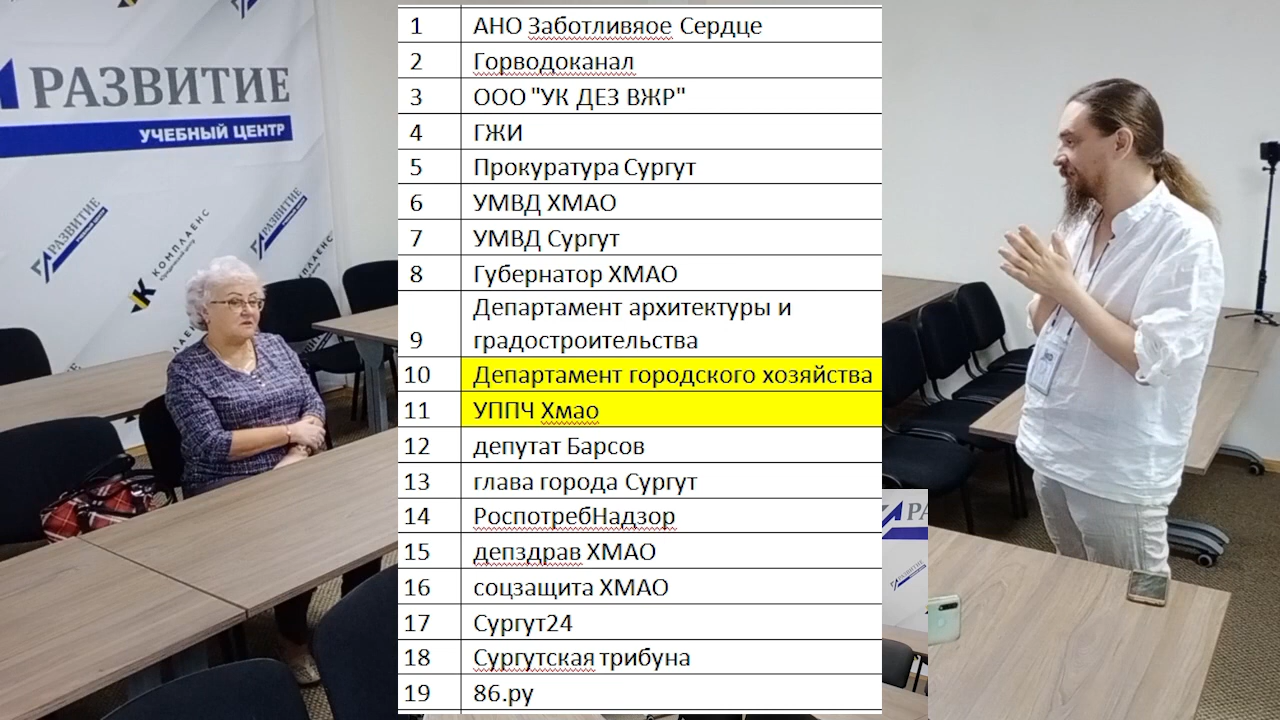 РАЗВИТИЕ
УЧЕБНЫЙ ЦЕНТР
РАЗВИТИЕ
РАЗВИТИЕ
КОМПЛАЕНС
1 АНО Заботливяое Сердце
2 Горводоканал
3 ООО "УК ДЕЗ ВЖР"
4 ГЖИ
5 Прокуратура Сургут
6 УМВД ХМАО
7 УМВД Сургут
8 Губернатор ХМАО
Департамент архитектуры и
9 градостроительства
10 Департамент городского хозяйства
11 УППЧ Хмао
12 депутат Барсов
13 глава города Сургут
14 РоспотребНадзор
15 депздрав ХМАО
16 соцзащита ХМАО
17 Сургут24
18 Сургутская трибуна
19 86.ру
РАЗВИТИЕ